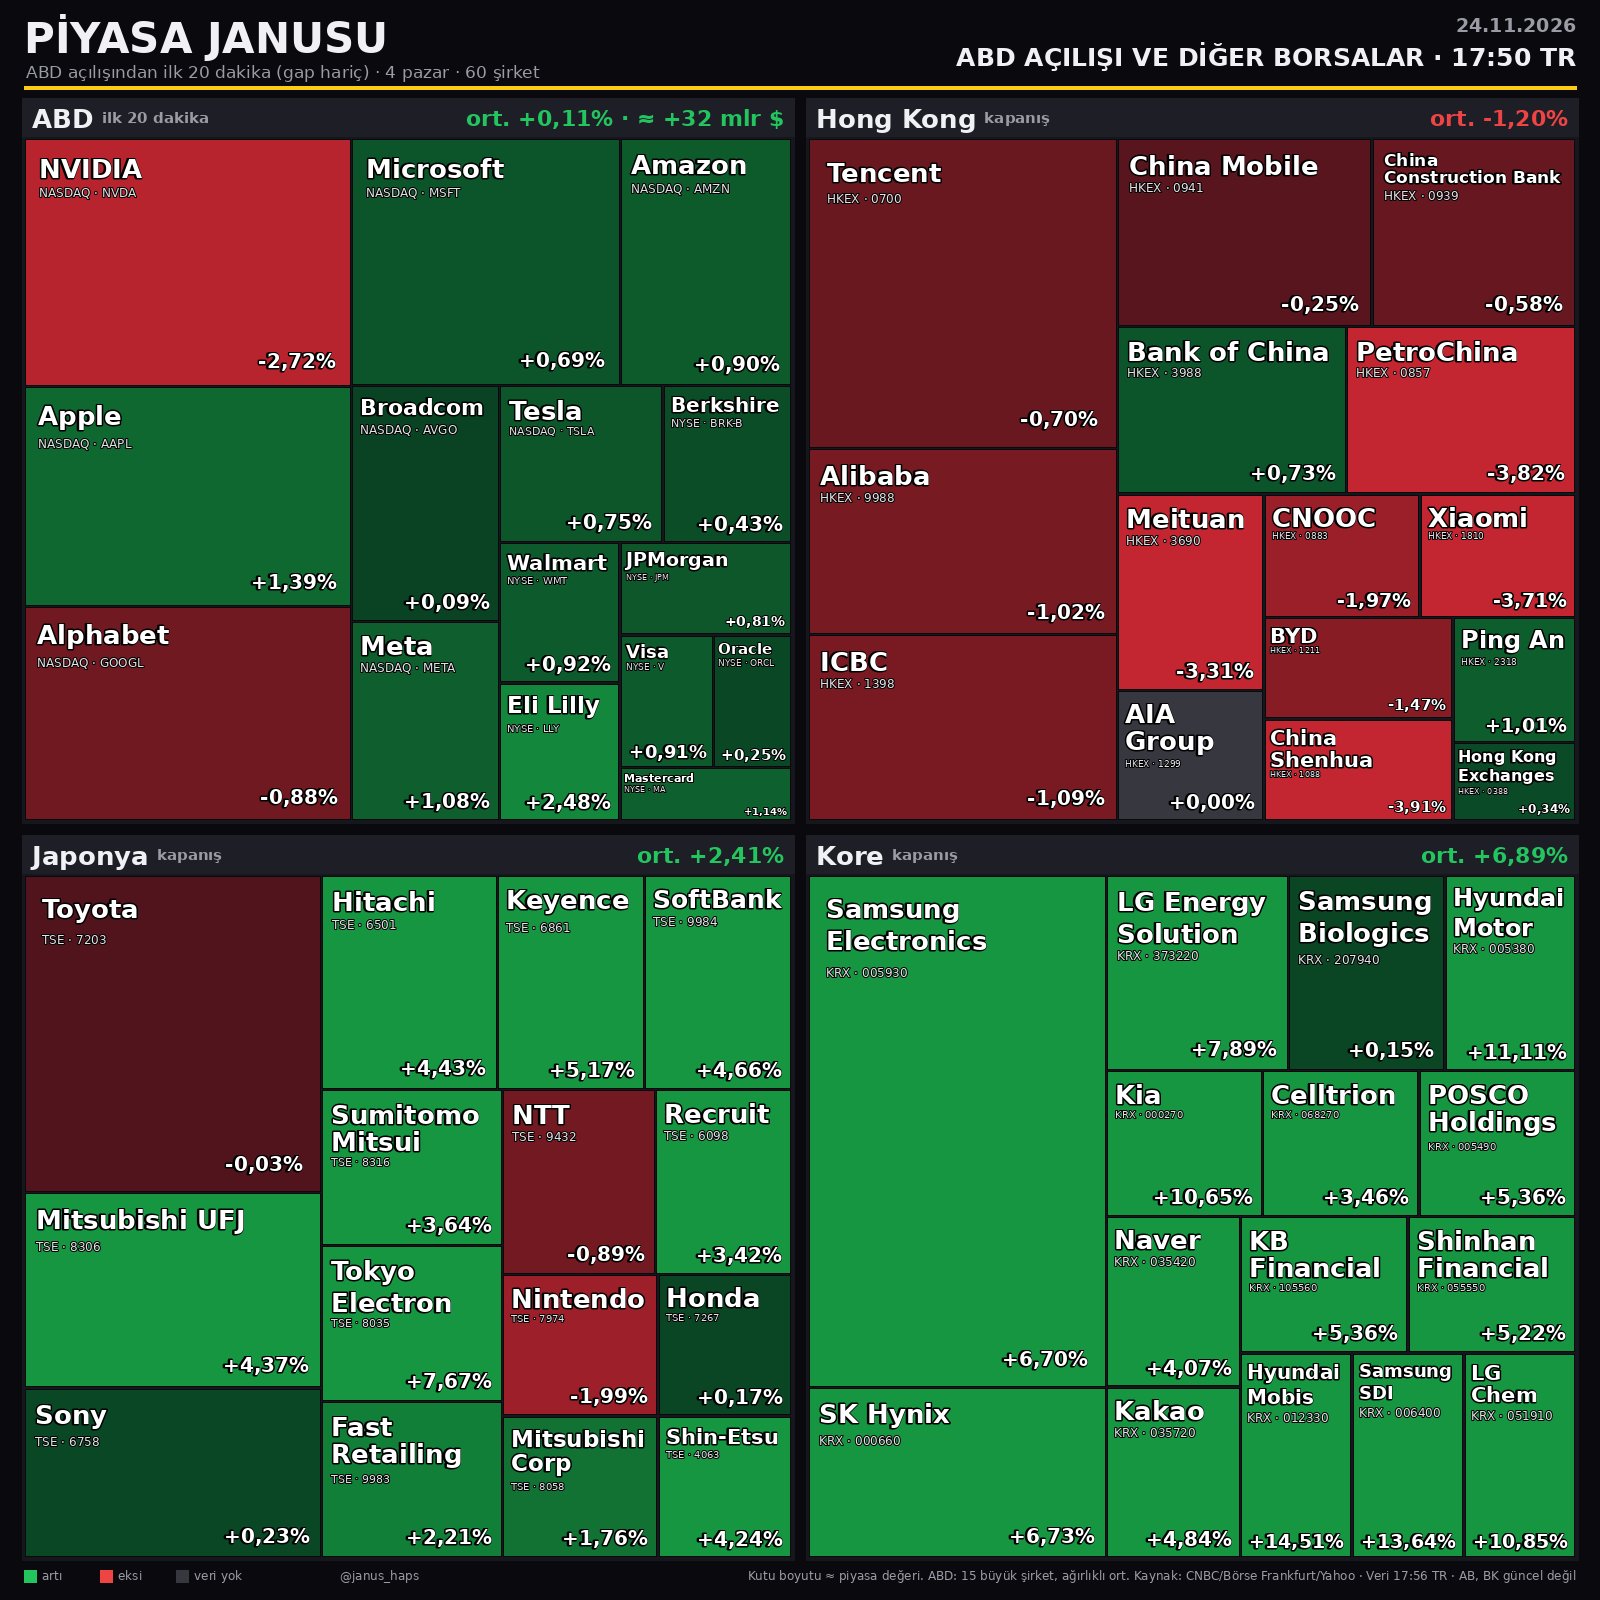 PİYASA JANUSU
ABD açılışından ilk 20 dakika (gap hariç) · 4 pazar · 60 şirket
24.11.2026
ABD AÇILIŞI VE DİĞER BORSALAR · 17:50 TR
ABD ilk 20 dakika
ort. +0,11% · ≈ +32 mlr $
NVIDIA
NASDAQ · NVDA
-2,72%
Microsoft
NASDAQ · MSFT
+0,69%
Amazon
NASDAQ · AMZN
+0,90%
Apple
NASDAQ · AAPL
+1,39%
Broadcom
NASDAQ · AVGO
+0,09%
Tesla
NASDAQ · TSLA
+0,75%
Berkshire
NYSE · BRK-B
+0,43%
Walmart
NYSE · WMT
+0,92%
JPMorgan
NYSE · JPM
+0,81%
Alphabet
NASDAQ · GOOGL
-0,88%
Meta
NASDAQ · META
+1,08%
Eli Lilly
NYSE · LLY
+2,48%
Visa
NYSE · V
+0,91%
Oracle
NYSE · ORCL
+0,25%
Mastercard
NYSE · MA
+1,14%
Hong Kong kapanış
ort. -1,20%
Tencent
HKEX · 0700
-0,70%
China Mobile
HKEX · 0941
-0,25%
China
Construction Bank
HKEX · 0939
-0,58%
Bank of China
HKEX · 3988
+0,73%
PetroChina
HKEX · 0857
-3,82%
Alibaba
HKEX · 9988
-1,02%
Meituan
HKEX · 3690
-3,31%
CNOOC
HKEX · 0883
-1,97%
Xiaomi
HKEX · 1810
-3,71%
ICBC
HKEX · 1398
-1,09%
AIA
Group
HKEX · 1299
+0,00%
BYD
HKEX · 1211
-1,47%
Ping An
HKEX · 2318
+1,01%
China
Shenhua
HKEX · 1088
-3,91%
Hong Kong
Exchanges
HKEX · 0388
+0,34%
Japonya kapanış
ort. +2,41%
Toyota
TSE · 7203
-0,03%
Hitachi
TSE · 6501
+4,43%
Keyence
TSE · 6861
+5,17%
SoftBank
TSE · 9984
+4,66%
Sumitomo
Mitsui
TSE · 8316
+3,64%
NTT
TSE · 9432
-0,89%
Recruit
TSE · 6098
+3,42%
Mitsubishi UFJ
TSE · 8306
+4,37%
Tokyo
Electron
TSE · 8035
+7,67%
Nintendo
TSE · 7974
-1,99%
Honda
TSE · 7267
+0,17%
Sony
TSE · 6758
+0,23%
Fast
Retailing
TSE · 9983
+2,21%
Mitsubishi
Corp
TSE · 8058
+1,76%
Shin-Etsu
TSE · 4063
+4,24%
Kore kapanış
ort. +6,89%
Samsung
Electronics
KRX · 005930
+6,70%
LG Energy
Solution
KRX · 373220
+7,89%
Samsung
Biologics
KRX · 207940
+0,15%
Hyundai
Motor
KRX · 005380
+11,11%
Kia
KRX · 000270
+10,65%
Celltrion
KRX · 068270
+3,46%
POSCO
Holdings
KRX · 005490
+5,36%
Naver
KRX · 035420
+4,07%
KB
Financial
KRX · 105560
+5,36%
Shinhan
Financial
KRX · 055550
+5,22%
SK Hynix
KRX · 000660
+6,73%
Kakao
KRX · 035720
+4,84%
Hyundai
Mobis
KRX · 012330
+14,51%
Samsung
SDI
KRX · 006400
+13,64%
LG
Chem
KRX · 051910
+10,85%
artı
eksi
veri yok
@janus_haps
Kutu boyutu ≈ piyasa değeri. ABD: 15 büyük şirket, ağırlıklı ort. Kaynak: CNBC/Börse Frankfurt/Yahoo · Veri 17:56 TR · AB, BK güncel değil